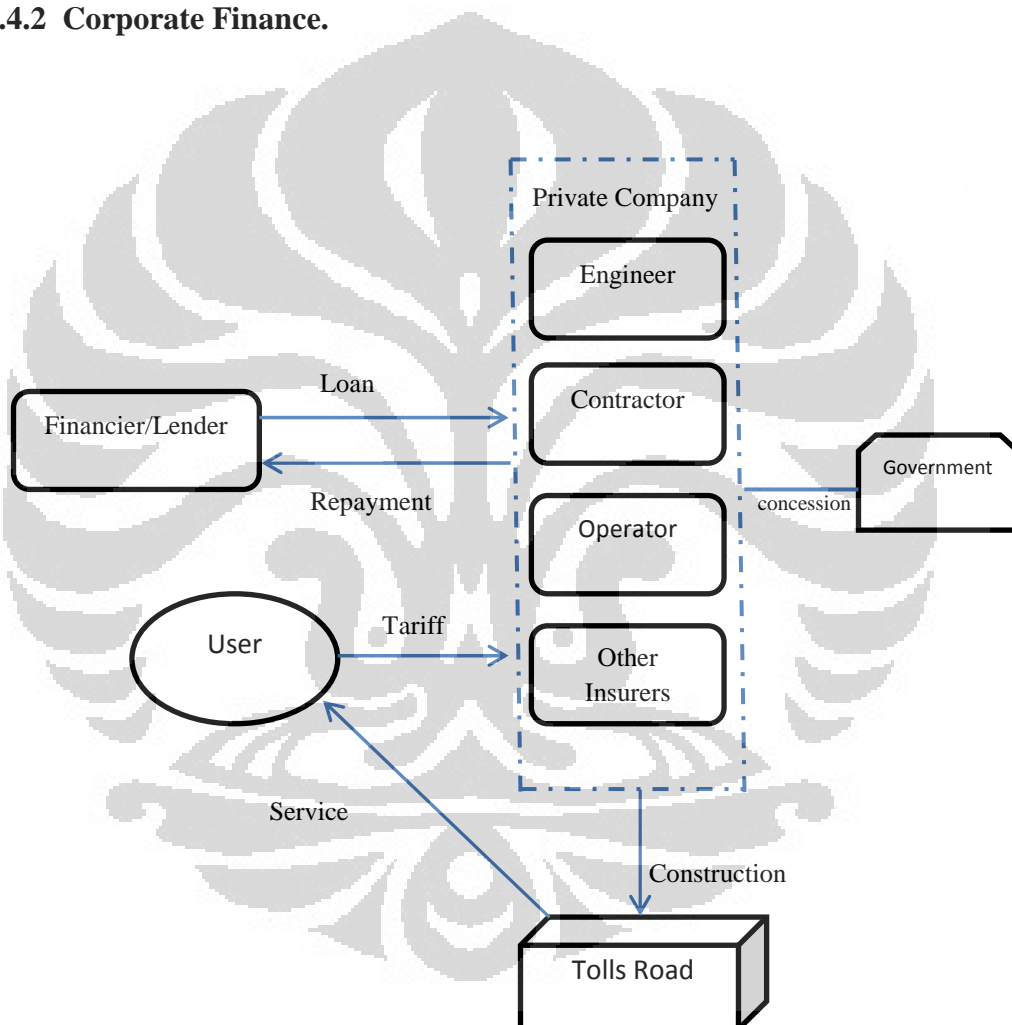 .4.2 Corporate Finance.
Private Company
Engineer
Loan
Contractor
Financier/Lender
Government
Repayment
concession
Operator
User
Tariff
Other
Insurers
Service
Construction
Tolls Road